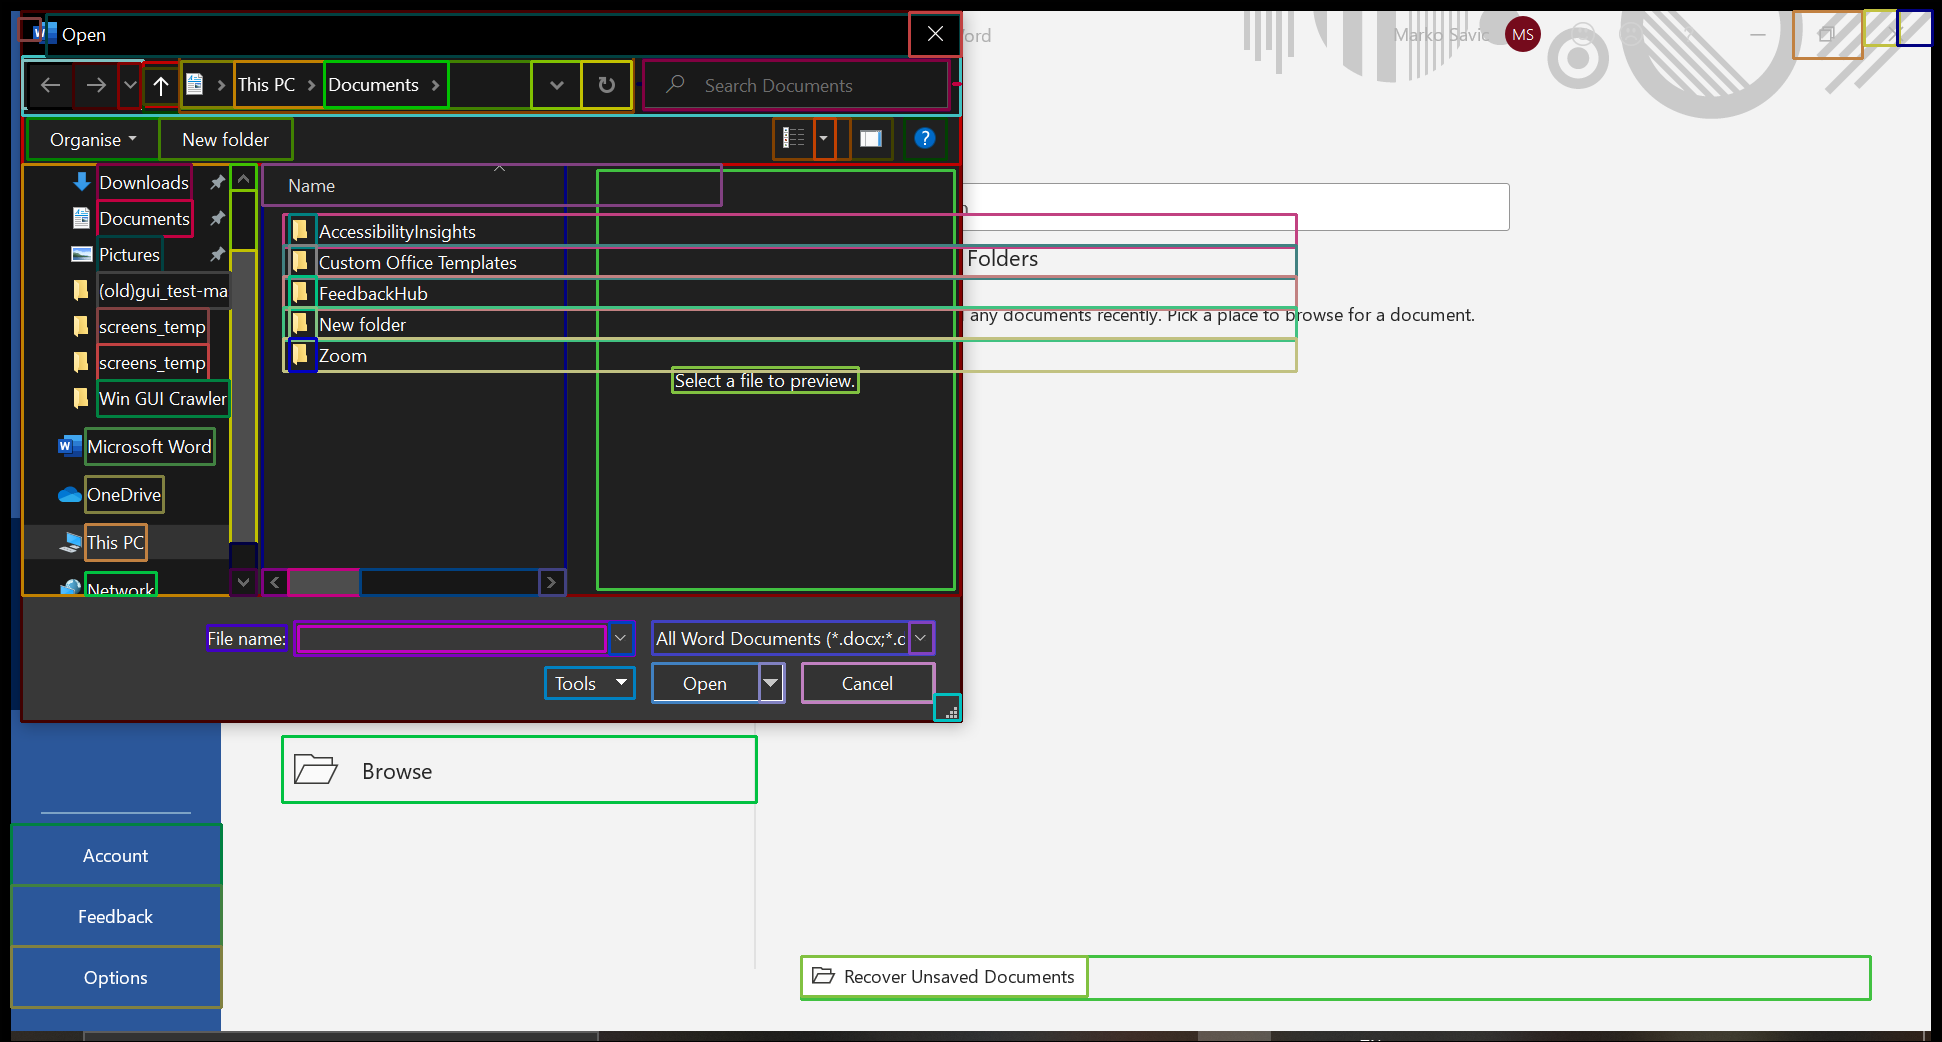 Open
ord
Marko Savic
MS
This PC
Documents
Search Documents
Organise
New folder
?
Downloads
Documents
Pictures
(old)gui_test-ma
screens_temp
screens_temp
Win GUI Crawler
Microsoft Word
OneDrive
This PC
Network
Name
AccessibilityInsights
Custom Office Templates
FeedbackHub
New folder
Zoom
Select a file to preview.
Folders
any documents recently. Pick a place to browse for a document.
File name:
All Word Documents (*.docx;*.d
Tools
Open
Cancel
Browse
Account
Feedback
Options
Recover Unsaved Documents